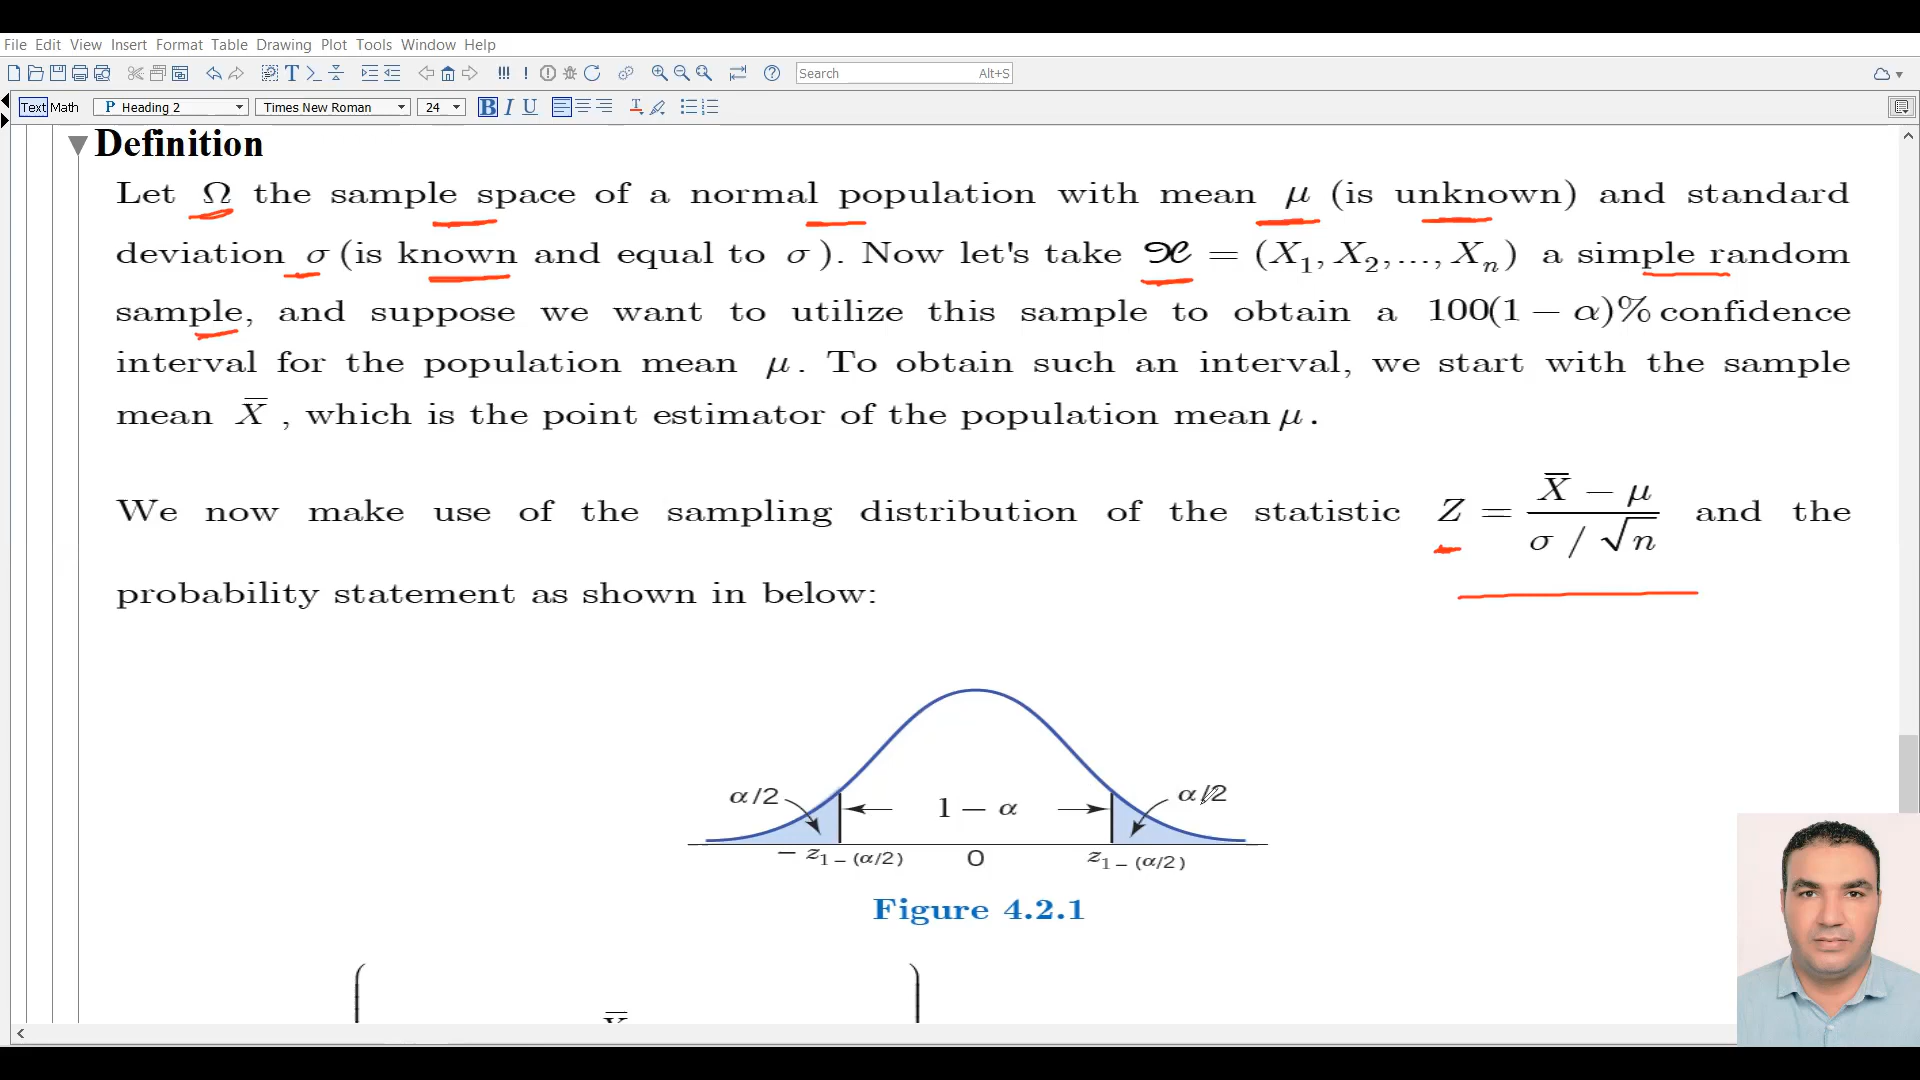 File Edit View Insert Format Table Drawing Plot Tools Window Help
Search Alt+S
Text Math P Heading 2 Times New Roman 24 B I U
Definition
Let Ω the sample space of a normal population with mean μ (is unknown) and standard
deviation σ (is known and equal to σ ). Now let's take 𝒳 = (X₁, X₂,..., Xₙ) a simple random
sample, and suppose we want to utilize this sample to obtain a 100(1 − α)% confidence
interval for the population mean μ. To obtain such an interval, we start with the sample
mean X̅ , which is the point estimator of the population mean μ.
We now make use of the sampling distribution of the statistic Z = (X̅ − μ) / (σ / √n) and the
probability statement as shown in below:
α/2 1 − α α/2
− z₁₋(α/2) 0 z₁₋(α/2)
Figure 4.2.1